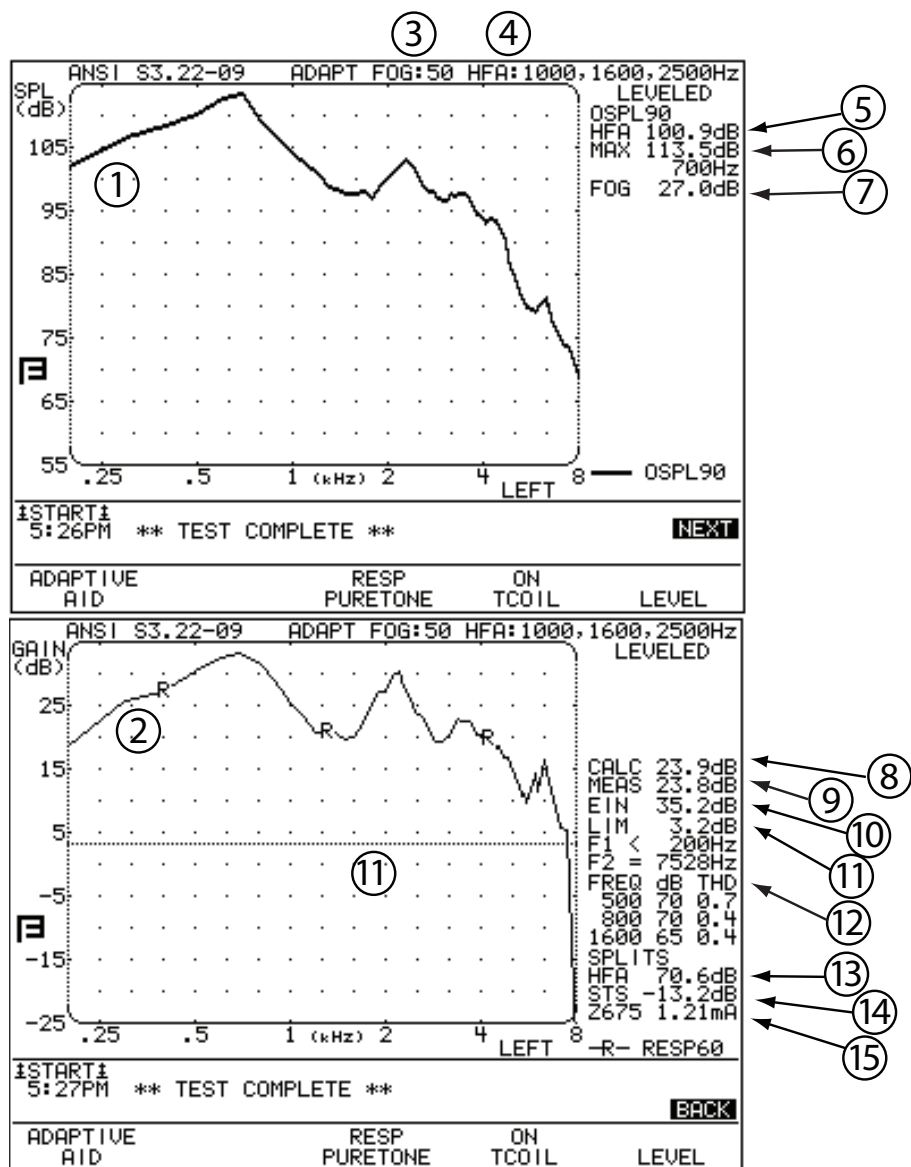 ③ ④
ANSI S3.22-09 ADAPT FOG:50 HFA:1000,1600,2500Hz
SPL
(dB)
LEVELED
OSPL90
HFA 100.9dB
⑤
MAX 113.5dB
⑥
700Hz
FOG 27.0dB
⑦
①
105
95
85
75
65
55
.25 .5 1 (kHz) 2 4 8
OSPL90
LEFT
START
5:26PM ** TEST COMPLETE **
NEXT
ADAPTIVE AID
RESP PURETONE
ON TCOIL
LEVEL
ANSI S3.22-09 ADAPT FOG:50 HFA:1000,1600,2500Hz
GAIN
(dB)
LEVELED
R R R
②
⑪
25
15
5
-5
-15
-25
CALC 23.9dB
⑧
MEAS 23.8dB
⑨
EIN 35.2dB
⑩
LIM 3.2dB
⑪
F1 < 200Hz
F2 = 7528Hz
FREQ dB THD
⑫
500 70 0.7
800 70 0.4
1600 65 0.4
SPLITS
HFA 70.6dB
⑬
STS -13.2dB
⑭
Z675 1.21mA
⑮
.25 .5 1 (kHz) 2 4 8
LEFT
-R- RESP60
START
5:27PM ** TEST COMPLETE **
BACK
ADAPTIVE AID
RESP PURETONE
ON TCOIL
LEVEL